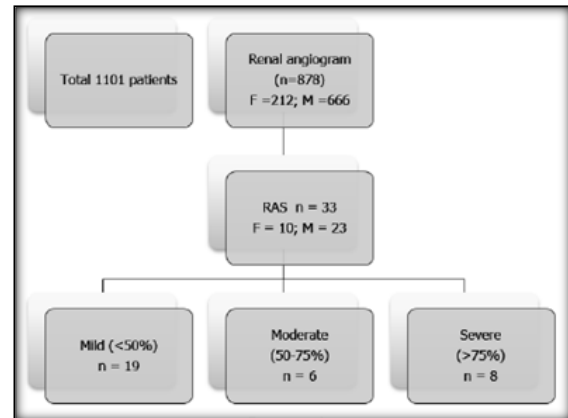 Total 1101 patients
Renal angiogram
(n=878)
F =212; M =666
RAS n = 33
F = 10; M = 23
Mild (<50%)
n = 19
Moderate
(50-75%)
n = 6
Severe
(>75%)
n = 8